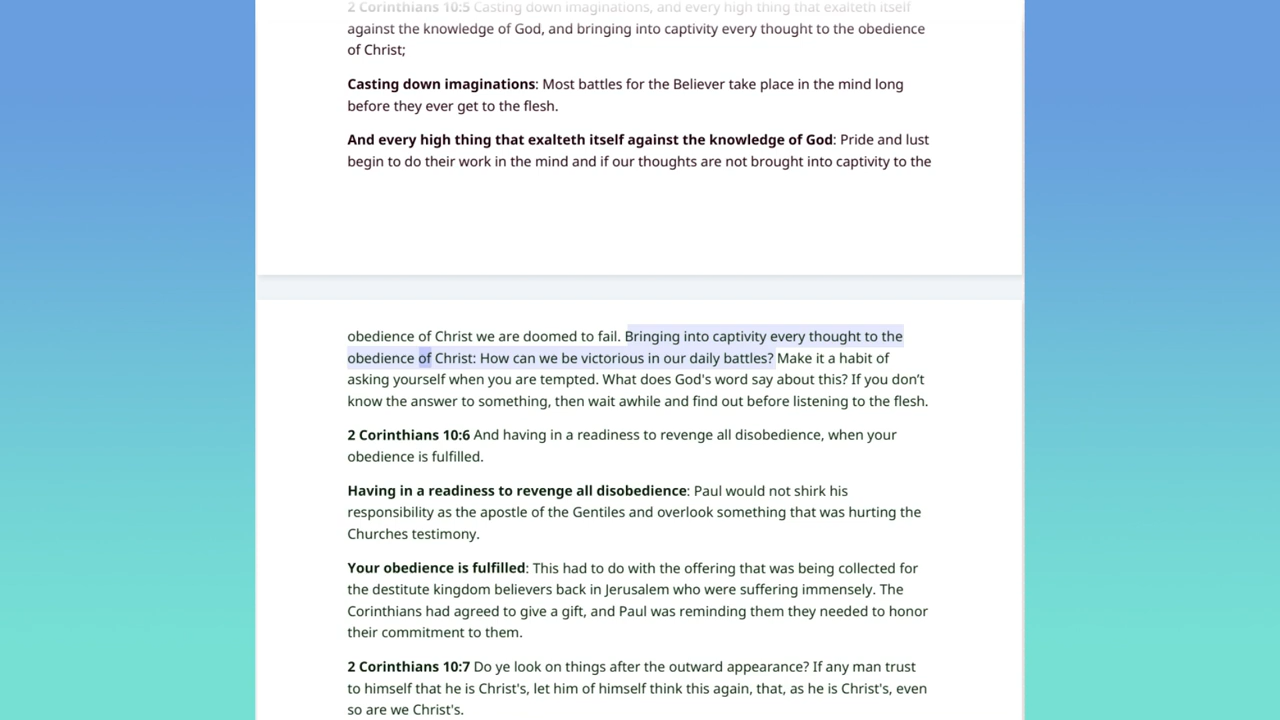 2 Corinthians 10:5 Casting down imaginations, and every high thing that exalteth itself
against the knowledge of God, and bringing into captivity every thought to the obedience
of Christ;
Casting down imaginations: Most battles for the Believer take place in the mind long
before they ever get to the flesh.
And every high thing that exalteth itself against the knowledge of God: Pride and lust
begin to do their work in the mind and if our thoughts are not brought into captivity to the
obedience of Christ we are doomed to fail. Bringing into captivity every thought to the
obedience of Christ: How can we be victorious in our daily battles? Make it a habit of
asking yourself when you are tempted. What does God's word say about this? If you don’t
know the answer to something, then wait awhile and find out before listening to the flesh.
2 Corinthians 10:6 And having in a readiness to revenge all disobedience, when your
obedience is fulfilled.
Having in a readiness to revenge all disobedience: Paul would not shirk his
responsibility as the apostle of the Gentiles and overlook something that was hurting the
Churches testimony.
Your obedience is fulfilled: This had to do with the offering that was being collected for
the destitute kingdom believers back in Jerusalem who were suffering immensely. The
Corinthians had agreed to give a gift, and Paul was reminding them they needed to honor
their commitment to them.
2 Corinthians 10:7 Do ye look on things after the outward appearance? If any man trust
to himself that he is Christ's, let him of himself think this again, that, as he is Christ's, even
so are we Christ's.